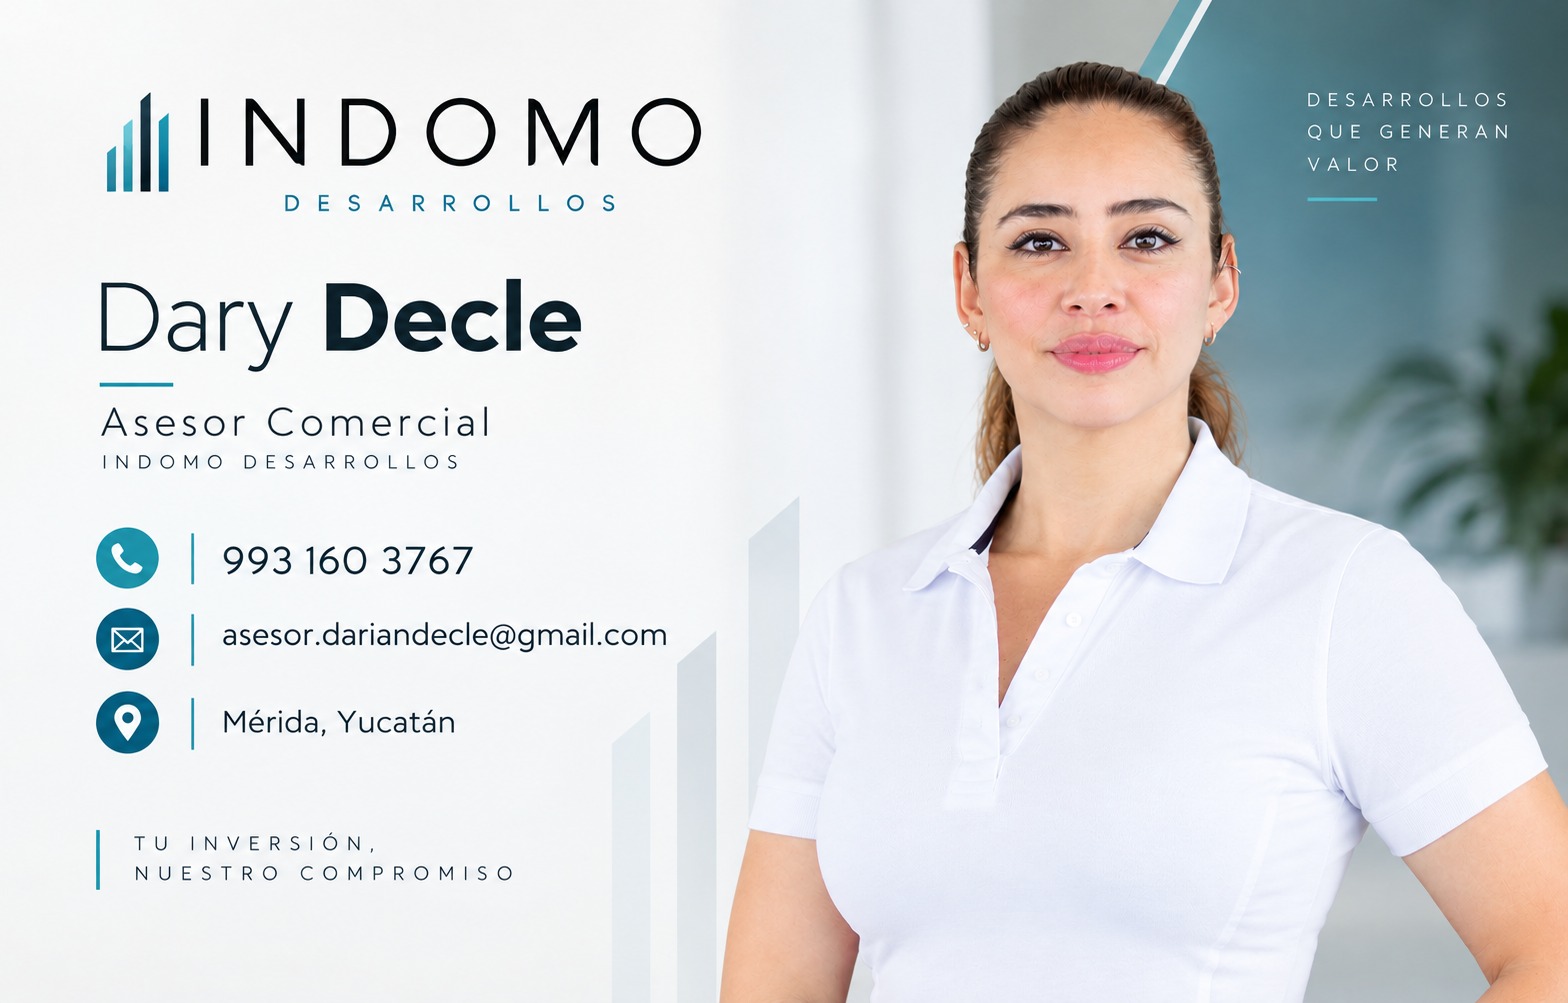 INDOMO
DESARROLLOS
Dary Decle
Asesor Comercial
INDOMO DESARROLLOS
993 160 3767
asesor.dariandecle@gmail.com
Mérida, Yucatán
TU INVERSIÓN,
NUESTRO COMPROMISO
DESARROLLOS
QUE GENERAN
VALOR